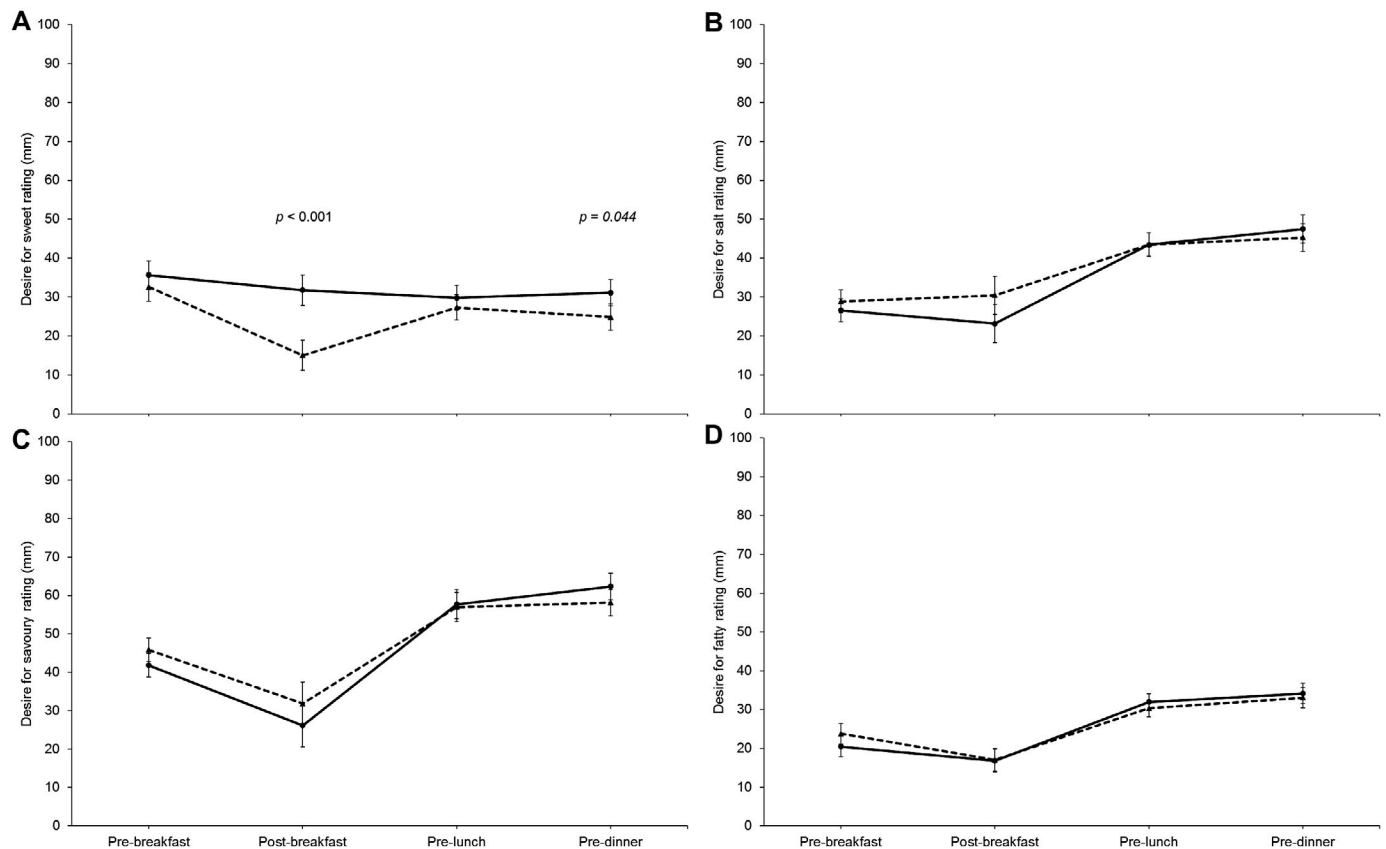 A
100
90
80
70
60
50
40
30
20
10
0
Desire for sweet rating (mm)
p < 0.001
p = 0.044
B
100
90
80
70
60
50
40
30
20
10
0
Desire for salt rating (mm)
C
100
90
80
70
60
50
40
30
20
10
0
Desire for savoury rating (mm)
Pre-breakfast
Post-breakfast
Pre-lunch
Pre-dinner
D
100
90
80
70
60
50
40
30
20
10
0
Desire for fatty rating (mm)
Pre-breakfast
Post-breakfast
Pre-lunch
Pre-dinner